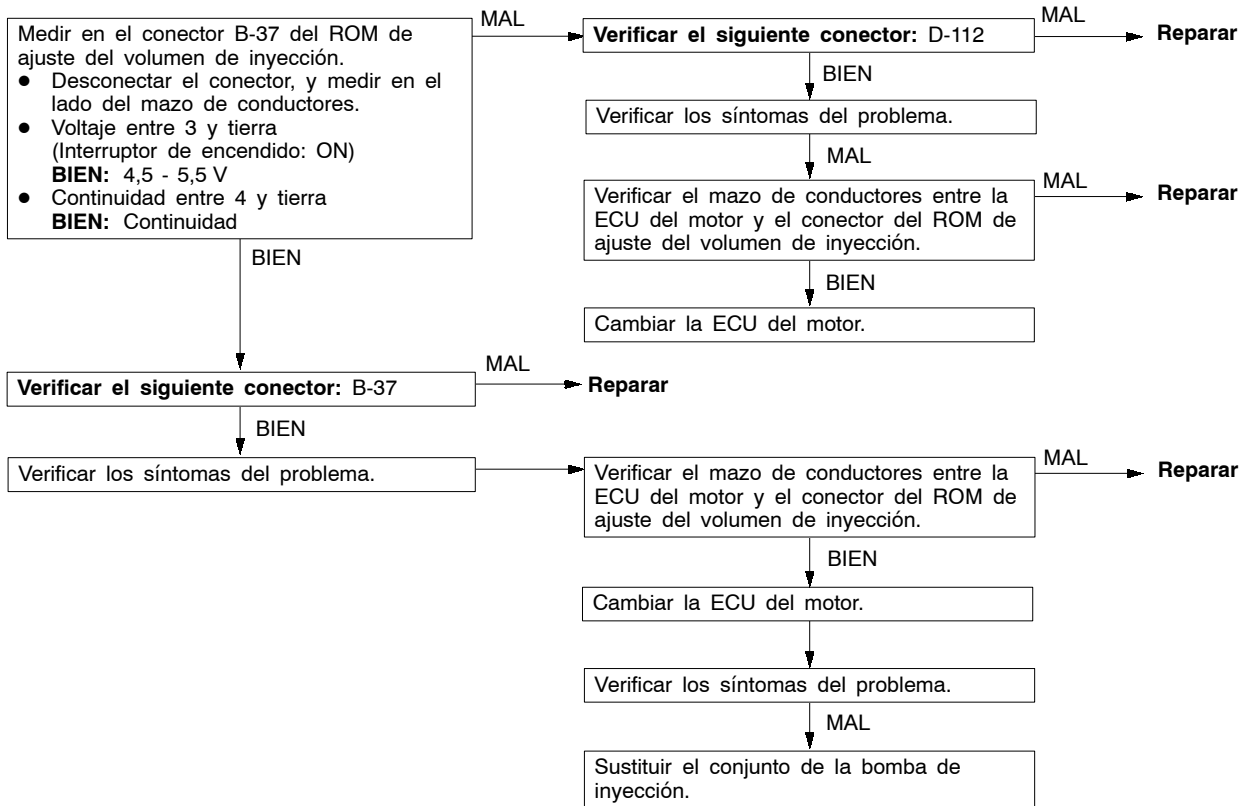 Medir en el conector B-37 del ROM de
ajuste del volumen de inyección.
● Desconectar el conector, y medir en el
lado del mazo de conductores.
● Voltaje entre 3 y tierra
(Interruptor de encendido: ON)
BIEN: 4,5 - 5,5 V
● Continuidad entre 4 y tierra
BIEN: Continuidad
MAL
Verificar el siguiente conector: D-112
MAL
Reparar
BIEN
Verificar los síntomas del problema.
MAL
Verificar el mazo de conductores entre la
ECU del motor y el conector del ROM de
ajuste del volumen de inyección.
MAL
Reparar
BIEN
Cambiar la ECU del motor.
BIEN
Verificar el siguiente conector: B-37
MAL
Reparar
BIEN
Verificar los síntomas del problema.
Verificar el mazo de conductores entre la
ECU del motor y el conector del ROM de
ajuste del volumen de inyección.
MAL
Reparar
BIEN
Cambiar la ECU del motor.
Verificar los síntomas del problema.
MAL
Sustituir el conjunto de la bomba de
inyección.